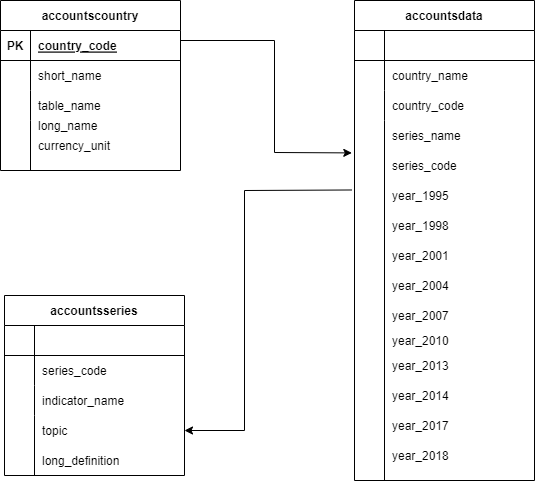 accountscountry
PK country_code
short_name
table_name
long_name
currency_unit
accountsdata
country_name
country_code
series_name
series_code
year_1995
year_1998
year_2001
year_2004
year_2007
year_2010
year_2013
year_2014
year_2017
year_2018
accountsseries
series_code
indicator_name
topic
long_definition